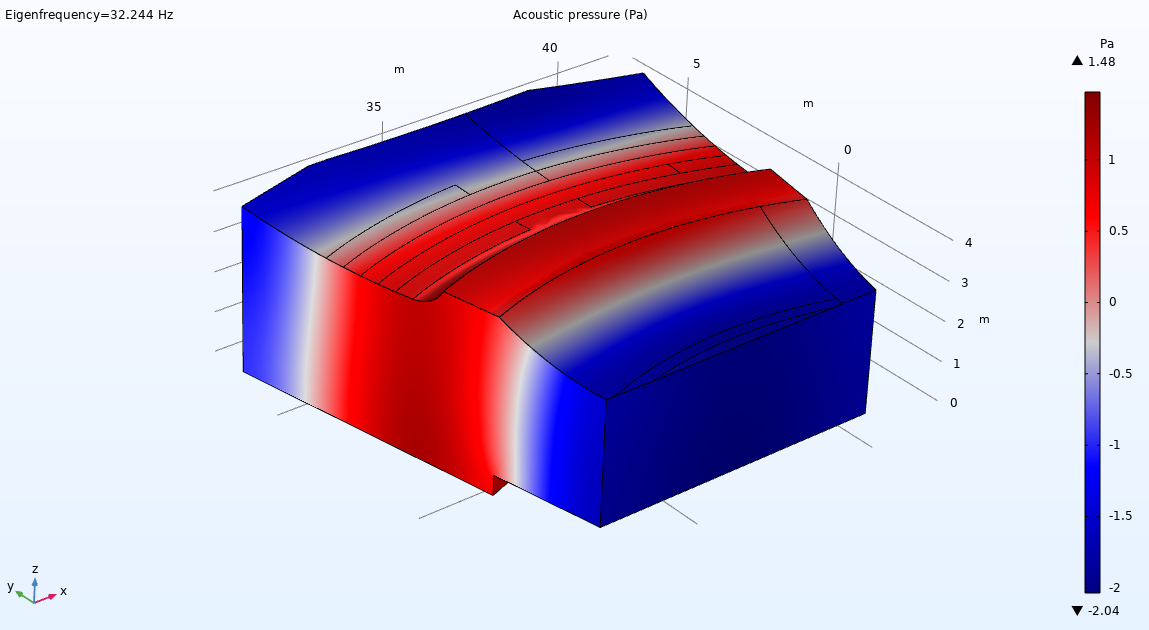 Eigenfrequency=32.244 Hz
Acoustic pressure (Pa)
Pa
▲ 1.48
40
m
5
35
m
0
1
0.5
0
-0.5
-1
-1.5
-2
▼ -2.04
4
3
2
m
1
0
z
y
x